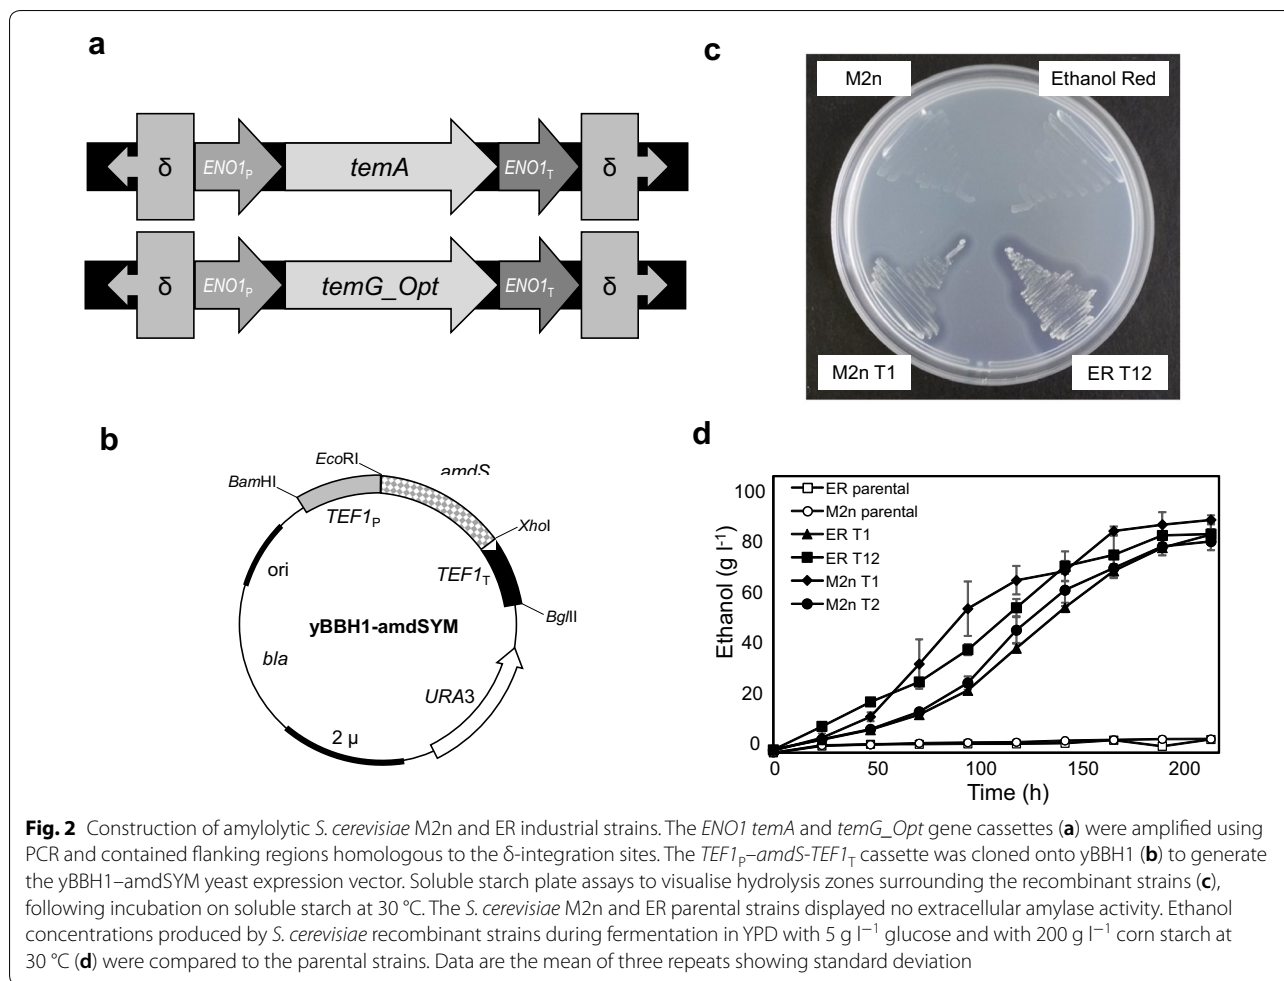 a
δ ENO1P temA ENO1T δ
δ ENO1P temG_Opt ENO1T δ
b
EcoRI
amdS
BamHI
XhoI
TEF1P
TEF1T
ori
BglII
yBBH1-amdSYM
bla
URA3
2 µ
c
M2n Ethanol Red
M2n T1 ER T12
d
100
80
60
40
20
0
Ethanol (g l-1)
ER parental
M2n parental
ER T1
ER T12
M2n T1
M2n T2
0 50 100 150 200
Time (h)
Fig. 2 Construction of amylolytic S. cerevisiae M2n and ER industrial strains. The ENO1 temA and temG_Opt gene cassettes (a) were amplified using
PCR and contained flanking regions homologous to the δ-integration sites. The TEF1P–amdS-TEF1T cassette was cloned onto yBBH1 (b) to generate
the yBBH1–amdSYM yeast expression vector. Soluble starch plate assays to visualise hydrolysis zones surrounding the recombinant strains (c),
following incubation on soluble starch at 30 °C. The S. cerevisiae M2n and ER parental strains displayed no extracellular amylase activity. Ethanol
concentrations produced by S. cerevisiae recombinant strains during fermentation in YPD with 5 g l−1 glucose and with 200 g l−1 corn starch at
30 °C (d) were compared to the parental strains. Data are the mean of three repeats showing standard deviation